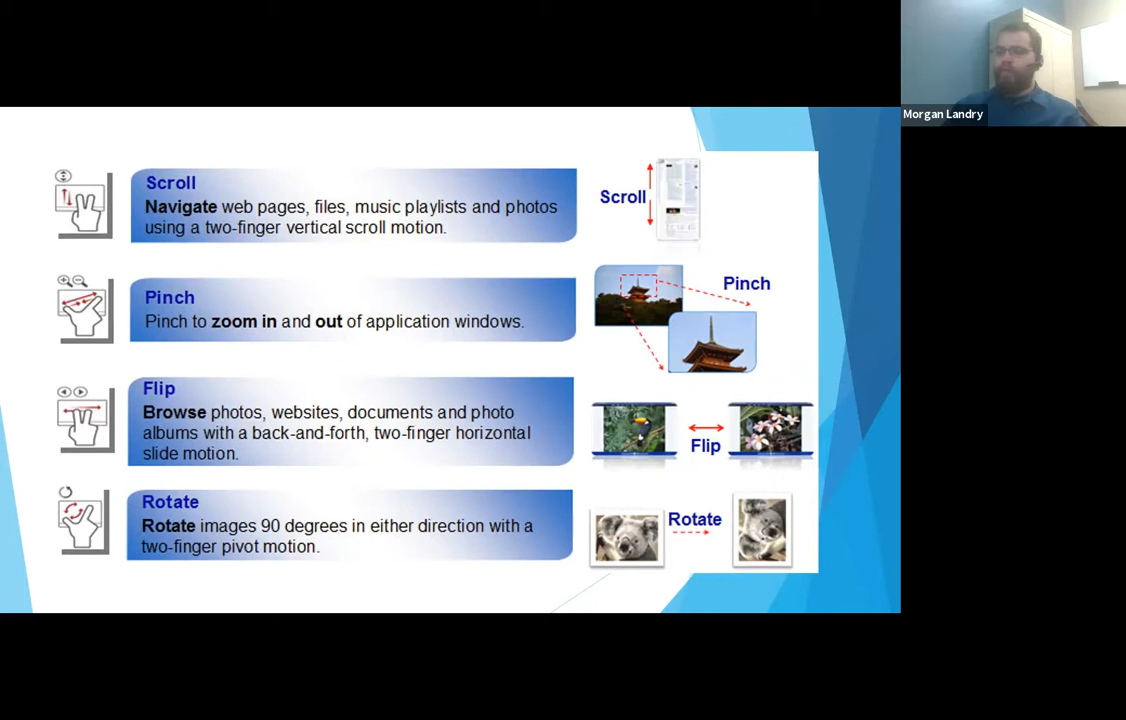 Morgan Landry
Scroll
Navigate web pages, files, music playlists and photos
using a two-finger vertical scroll motion.
Scroll
Pinch
Pinch to zoom in and out of application windows.
Pinch
Flip
Browse photos, websites, documents and photo
albums with a back-and-forth, two-finger horizontal
slide motion.
Flip
Rotate
Rotate images 90 degrees in either direction with a
two-finger pivot motion.
Rotate